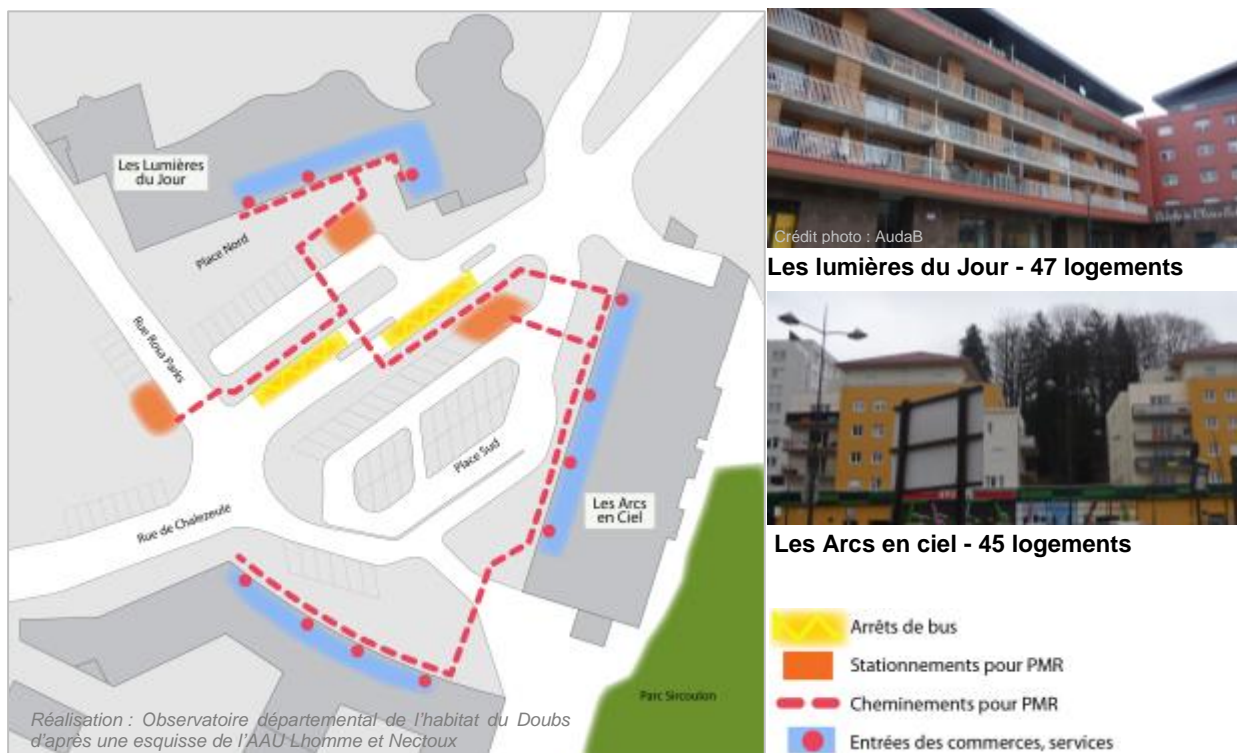 Les Lumières
du Jour
Place Nord
Rue Rosa Parks
Place Sud
Rue de Chalezeule
Les Arcs
en Ciel
Parc Sircoulon
Réalisation : Observatoire départemental de l'habitat du Doubs
d'après une esquisse de l'AAU Lhomme et Nectoux
Crédit photo : AudaB
Les lumières du Jour - 47 logements
Les Arcs en ciel - 45 logements
Arrêts de bus
Stationnements pour PMR
Cheminements pour PMR
Entrées des commerces, services